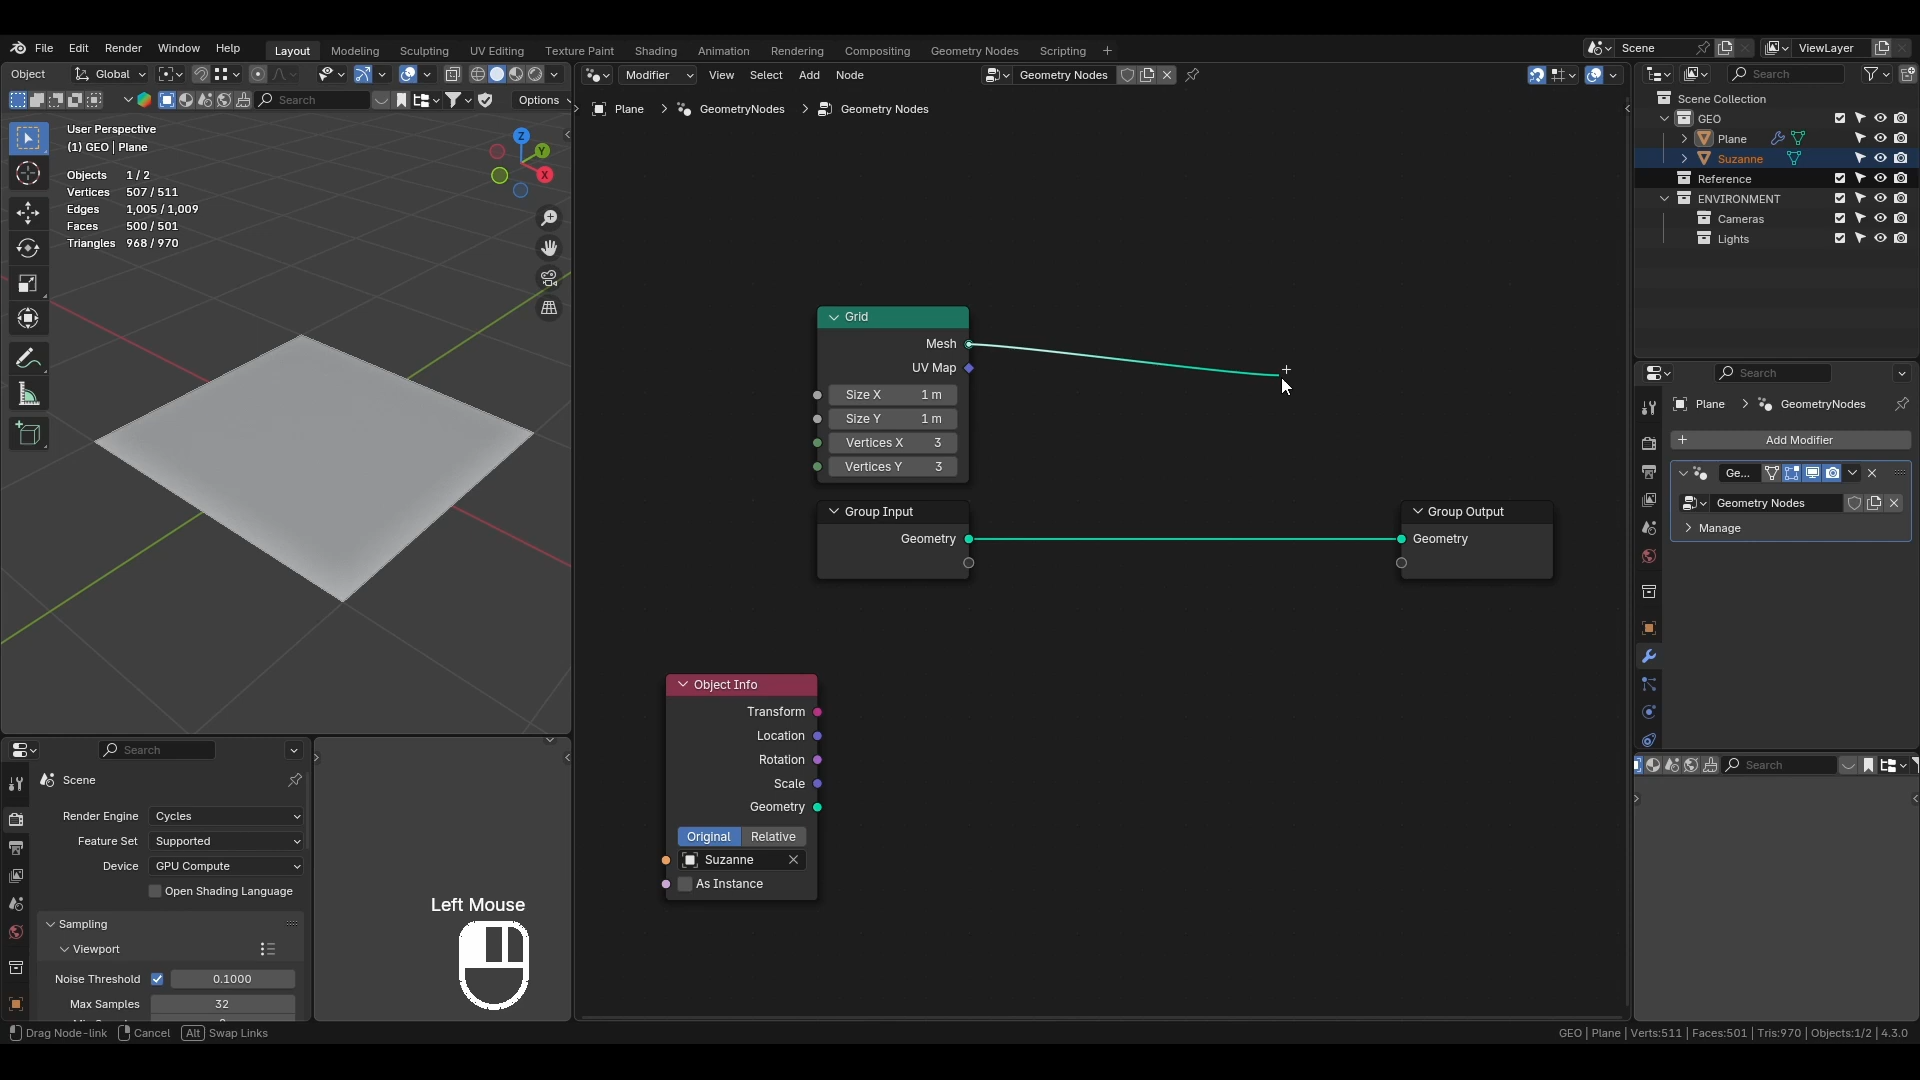 File Edit Render Window Help Layout Modeling Sculpting UV Editing Texture Paint Shading Animation Rendering Compositing Geometry Nodes Scripting + Scene ViewLayer
Object Global Modifier View Select Add Node Geometry Nodes Search
Search Options Plane GeometryNodes Geometry Nodes
Scene Collection
GEO
Plane
Suzanne
Reference
ENVIRONMENT
Cameras
Lights
User Perspective
(1) GEO | Plane
Objects 1 / 2
Vertices 507 / 511
Edges 1,005 / 1,009
Faces 500 / 501
Triangles 968 / 970
Z
Y
X
Grid
Mesh
UV Map
Size X 1 m
Size Y 1 m
Vertices X 3
Vertices Y 3
Group Input
Geometry
Group Output
Geometry
Object Info
Transform
Location
Rotation
Scale
Geometry
Original Relative
Suzanne
As Instance
Search
Plane GeometryNodes
Add Modifier
Ge...
Geometry Nodes
Manage
Search
Search
Scene
Render Engine Cycles
Feature Set Supported
Device GPU Compute
Open Shading Language
Sampling
Viewport
Noise Threshold 0.1000
Max Samples 32
Left Mouse
Drag Node-link Cancel Alt Swap Links
GEO | Plane | Verts:511 | Faces:501 | Tris:970 | Objects:1/2 | 4.3.0